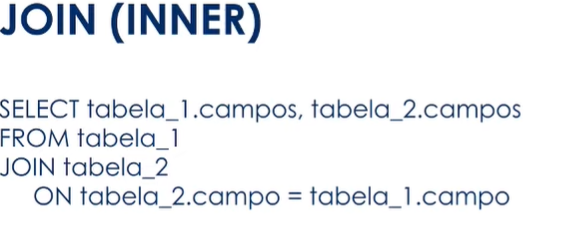 JOIN (INNER)
SELECT tabela_1.campos, tabela_2.campos
FROM tabela_1
JOIN tabela_2
ON tabela_2.campo = tabela_1.campo